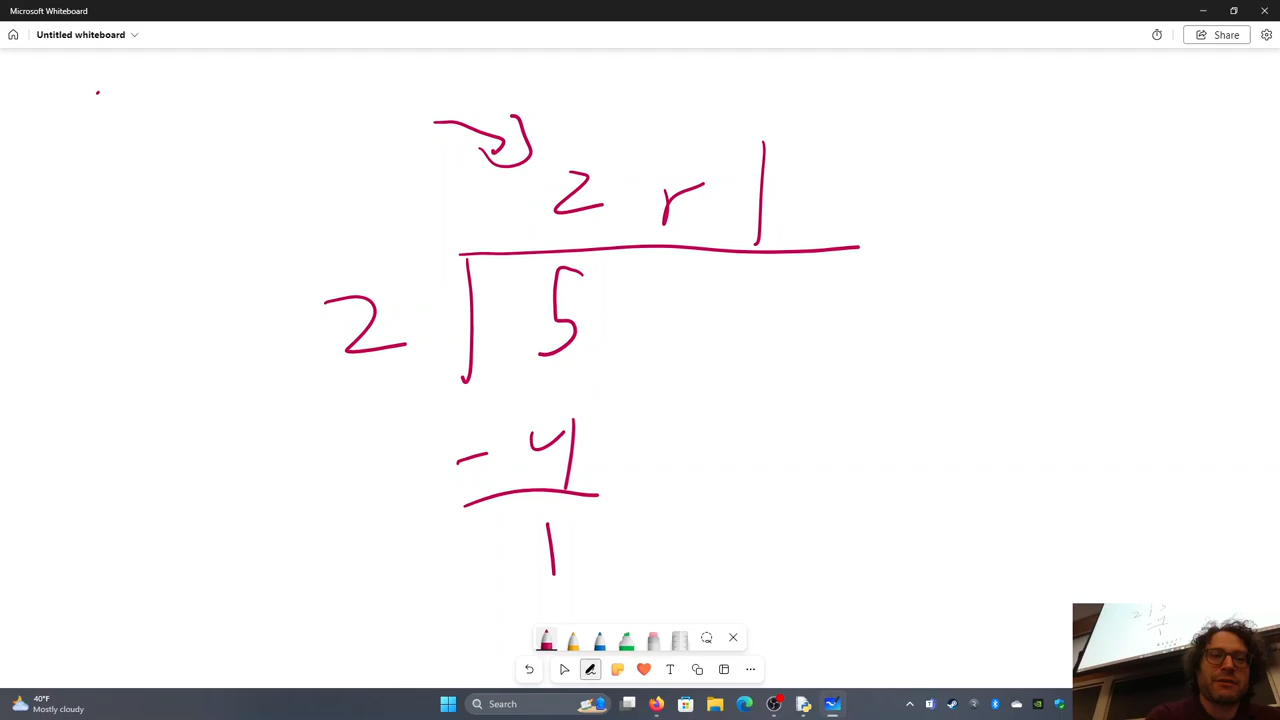 Microsoft Whiteboard
Untitled whiteboard
Share
2 r 1
2 5
- 4
1
T
40°F
Mostly cloudy
Search